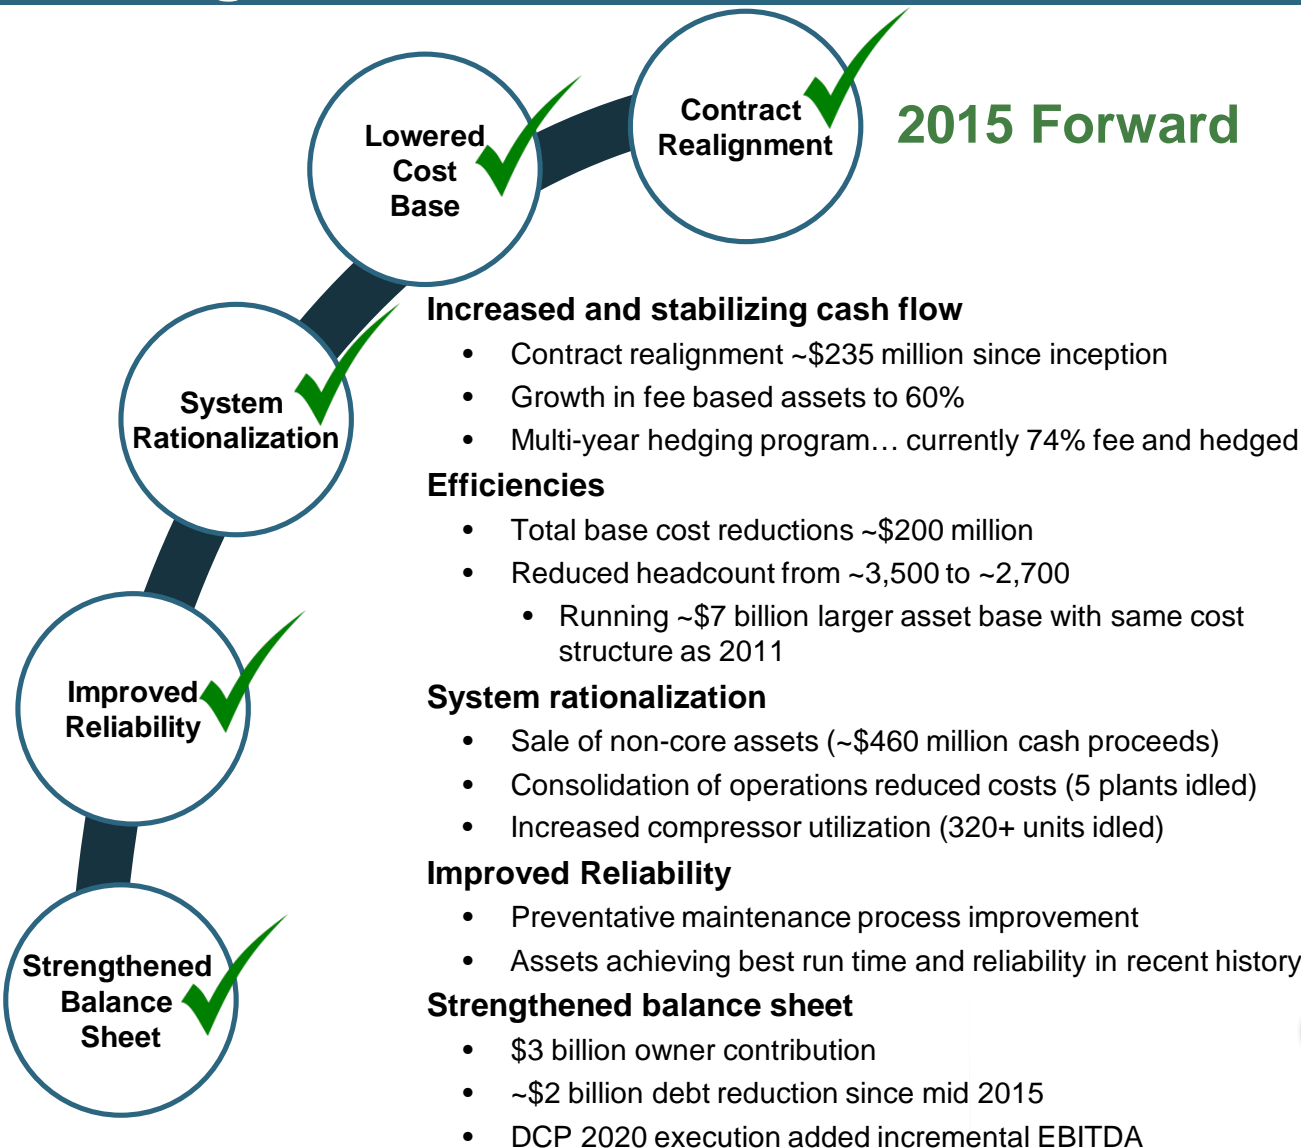 Contract
Realignment
2015 Forward
Lowered
Cost
Base
System
Rationalization
Improved
Reliability
Strengthened
Balance
Sheet
Increased and stabilizing cash flow
• Contract realignment ~$235 million since inception
• Growth in fee based assets to 60%
• Multi-year hedging program… currently 74% fee and hedged
Efficiencies
• Total base cost reductions ~$200 million
• Reduced headcount from ~3,500 to ~2,700
• Running ~$7 billion larger asset base with same cost
structure as 2011
System rationalization
• Sale of non-core assets (~$460 million cash proceeds)
• Consolidation of operations reduced costs (5 plants idled)
• Increased compressor utilization (320+ units idled)
Improved Reliability
• Preventative maintenance process improvement
• Assets achieving best run time and reliability in recent history
Strengthened balance sheet
• $3 billion owner contribution
• ~$2 billion debt reduction since mid 2015
• DCP 2020 execution added incremental EBITDA